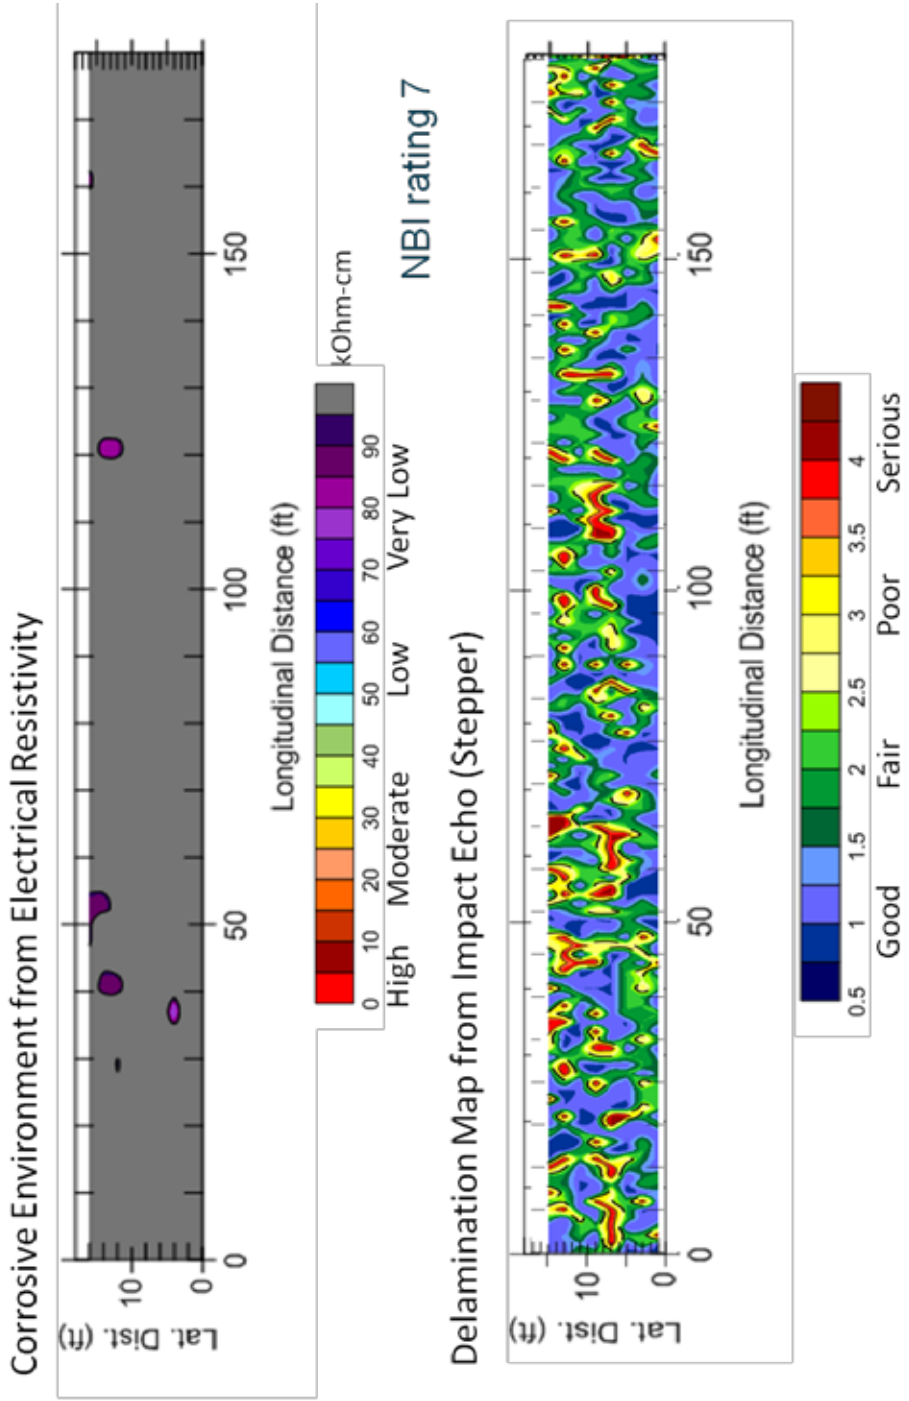 Corrosive Environment from Electrical Resistivity
Lat. Dist. (ft)
10
0
0 50 100 150
Longitudinal Distance (ft)
0 10 20 30 40 50 60 70 80 90 kOhm-cm
High Moderate Low Very Low
NBI rating 7
Delamination Map from Impact Echo (Stepper)
Lat. Dist. (ft)
10
0
0 50 100 150
Longitudinal Distance (ft)
0.5 1 1.5 2 2.5 3 3.5 4
Good Fair Poor Serious